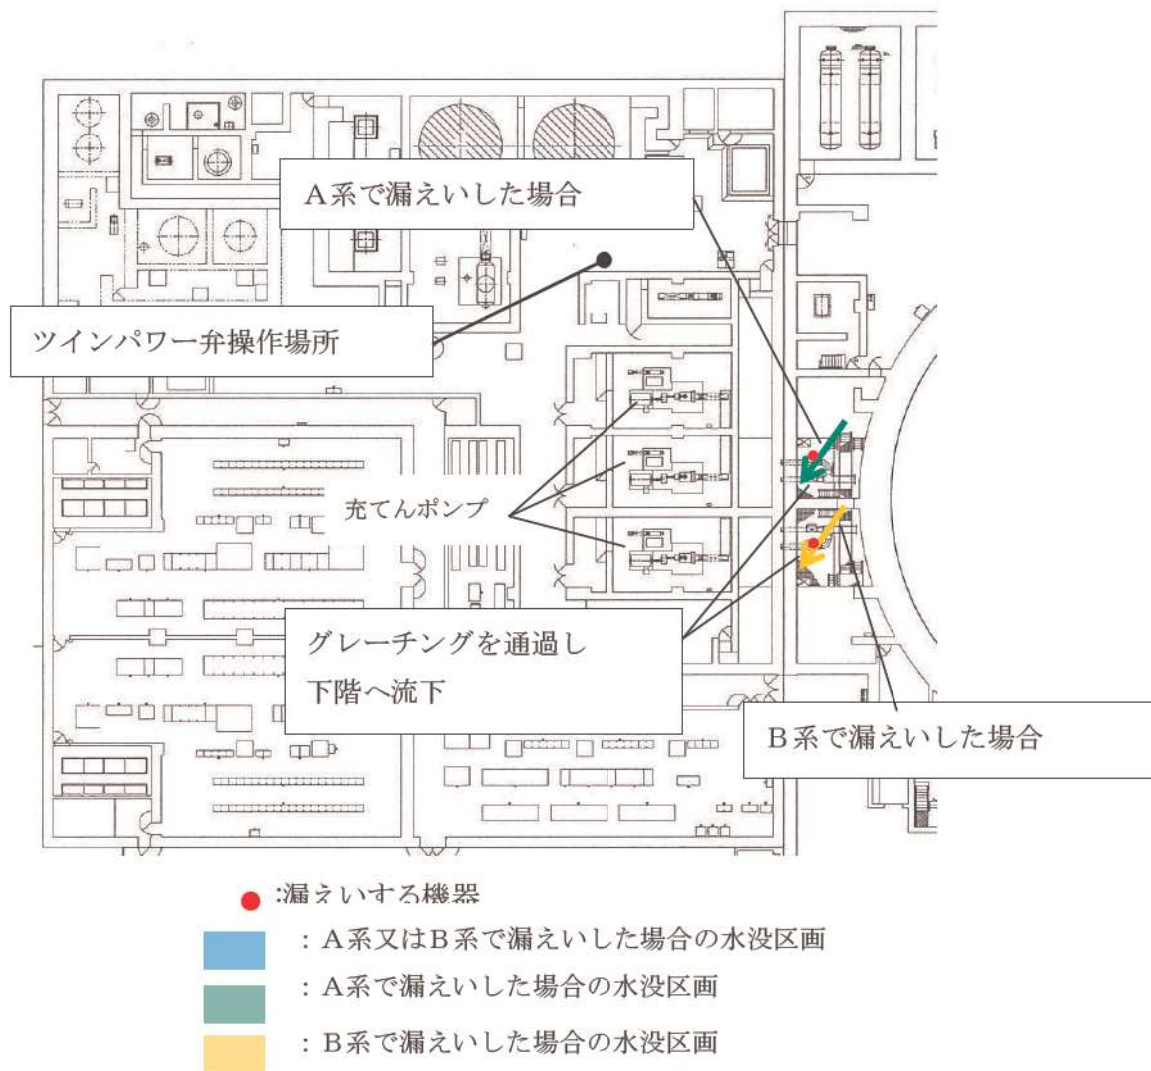 A系で漏えいした場合
ツインパワー弁操作場所
充てんポンプ
グレーチングを通過し
下階へ流下
B系で漏えいした場合
:漏えいする機器
：A系又はB系で漏えいした場合の水没区画
：A系で漏えいした場合の水没区画
：B系で漏えいした場合の水没区画